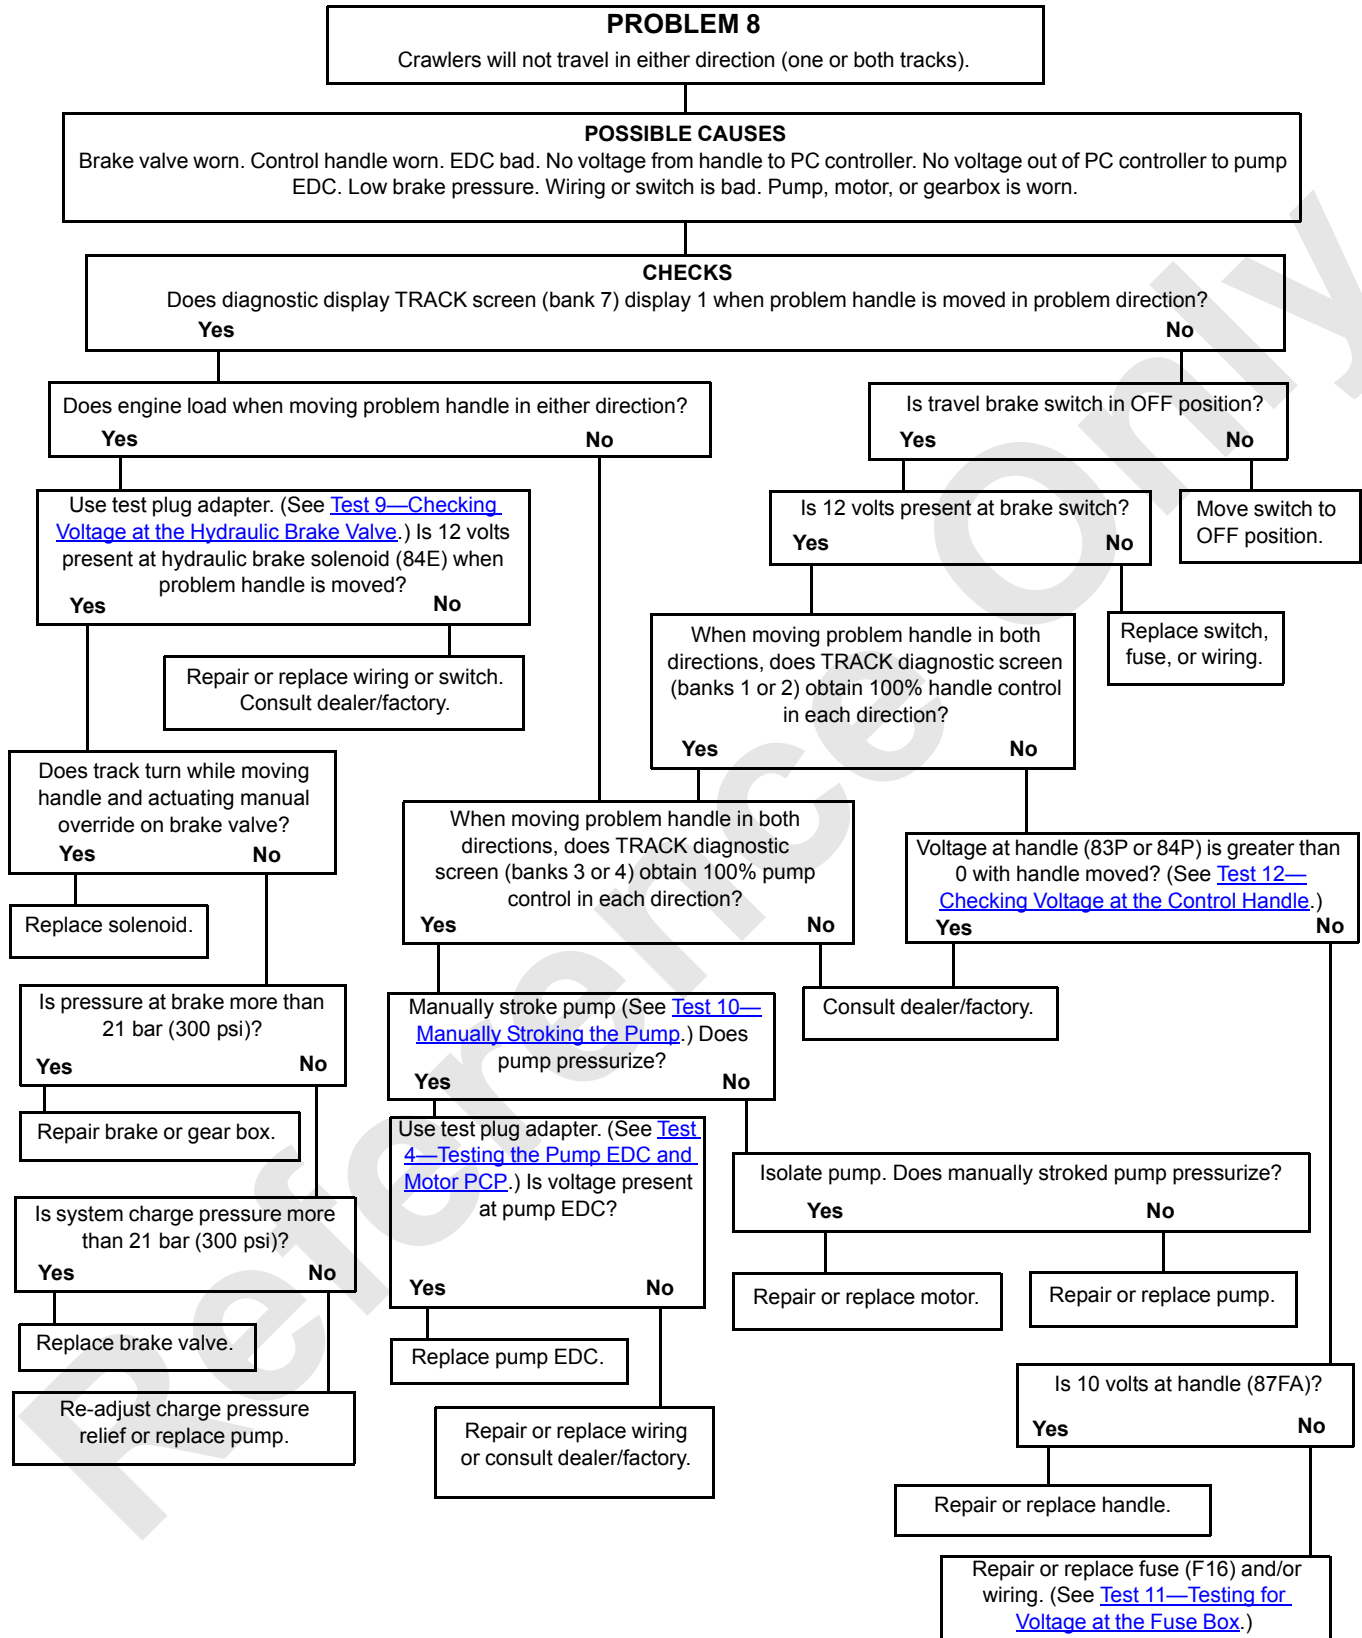 PROBLEM 8
Crawlers will not travel in either direction (one or both tracks).
POSSIBLE CAUSES
Brake valve worn. Control handle worn. EDC bad. No voltage from handle to PC controller. No voltage out of PC controller to pump
EDC. Low brake pressure. Wiring or switch is bad. Pump, motor, or gearbox is worn.
CHECKS
Does diagnostic display TRACK screen (bank 7) display 1 when problem handle is moved in problem direction?
Yes
No
Does engine load when moving problem handle in either direction?
Yes
No
Is travel brake switch in OFF position?
Yes
No
Use test plug adapter. (See Test 9—Checking
Voltage at the Hydraulic Brake Valve.) Is 12 volts
present at hydraulic brake solenoid (84E) when
problem handle is moved?
Yes
No
Is 12 volts present at brake switch?
Yes
No
Move switch to
OFF position.
Repair or replace wiring or switch.
Consult dealer/factory.
When moving problem handle in both
directions, does TRACK diagnostic screen
(banks 1 or 2) obtain 100% handle control
in each direction?
Yes
No
Replace switch,
fuse, or wiring.
Does track turn while moving
handle and actuating manual
override on brake valve?
Yes
No
When moving problem handle in both
directions, does TRACK diagnostic
screen (banks 3 or 4) obtain 100% pump
control in each direction?
Yes
No
Voltage at handle (83P or 84P) is greater than
0 with handle moved? (See Test 12—
Checking Voltage at the Control Handle.)
Yes
No
Replace solenoid.
Is pressure at brake more than
21 bar (300 psi)?
Yes
No
Manually stroke pump (See Test 10—
Manually Stroking the Pump.) Does
pump pressurize?
Yes
No
Consult dealer/factory.
Repair brake or gear box.
Use test plug adapter. (See Test
4—Testing the Pump EDC and
Motor PCP.) Is voltage present
at pump EDC?
Yes
No
Isolate pump. Does manually stroked pump pressurize?
Yes
No
Is system charge pressure more
than 21 bar (300 psi)?
Yes
No
Repair or replace motor.
Repair or replace pump.
Replace brake valve.
Replace pump EDC.
Is 10 volts at handle (87FA)?
Yes
No
Re-adjust charge pressure
relief or replace pump.
Repair or replace wiring
or consult dealer/factory.
Repair or replace handle.
Repair or replace fuse (F16) and/or
wiring. (See Test 11—Testing for
Voltage at the Fuse Box.)
Reference Only